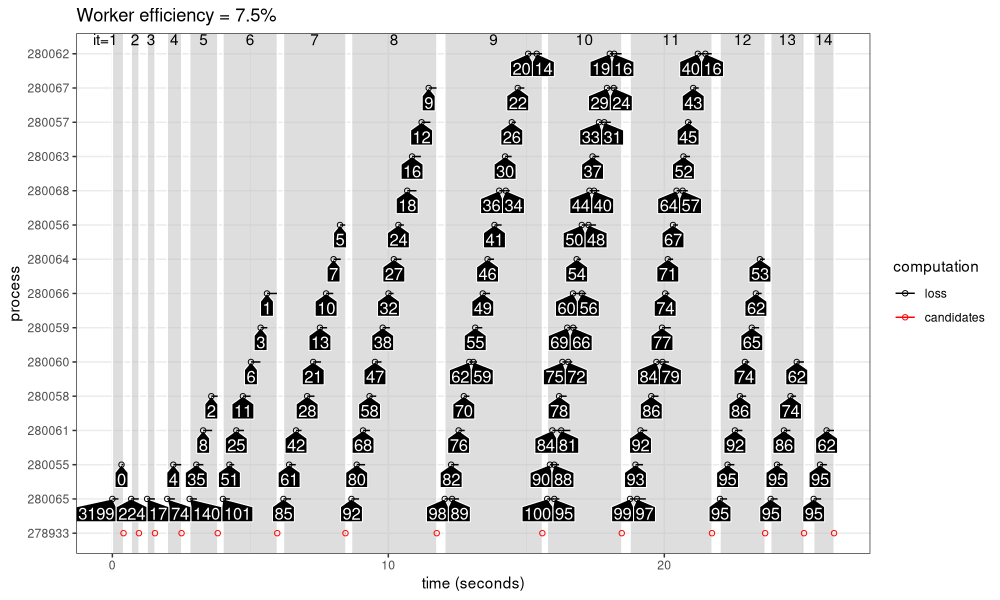 Worker efficiency = 7.5%
it=1 2 3 4 5 6 7 8 9 10 11 12 13 14
280062 20 14 19 16 40 16
280067 9 22 29 24 43
280057 12 26 33 31 45
280063 16 30 37 52
280068 18 36 34 44 40 64 57
280056 5 24 41 50 48 67
280064 7 27 46 54 71 53
280066 1 10 32 49 60 56 74 62
280059 3 13 38 55 69 66 77 65
280060 6 21 47 62 59 75 72 84 79 74 62
280058 2 11 28 58 70 78 86 86 74
280061 8 25 42 68 76 84 81 92 92 86 62
280055 0 4 35 51 61 80 82 90 88 93 95 95 95
280065 3199 224 17 74 140 101 85 92 98 89 100 95 99 97 95 95 95
278933
0 10 20
time (seconds)
process
computation
loss
candidates